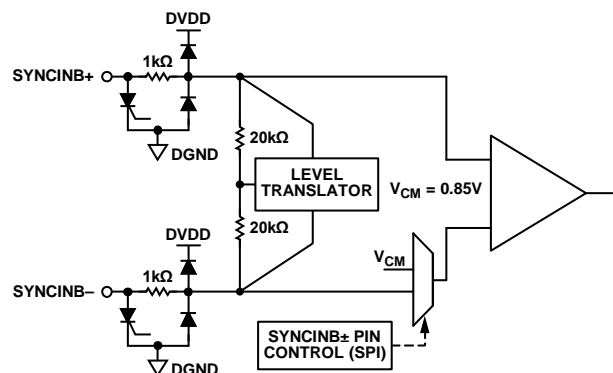 DVDD
1kΩ
SYNCINB+
DGND
20kΩ
LEVEL
TRANSLATOR
VCM = 0.85V
20kΩ
DVDD
1kΩ
VCM
SYNCINB–
SYNCINB± PIN
CONTROL (SPI)
DGND